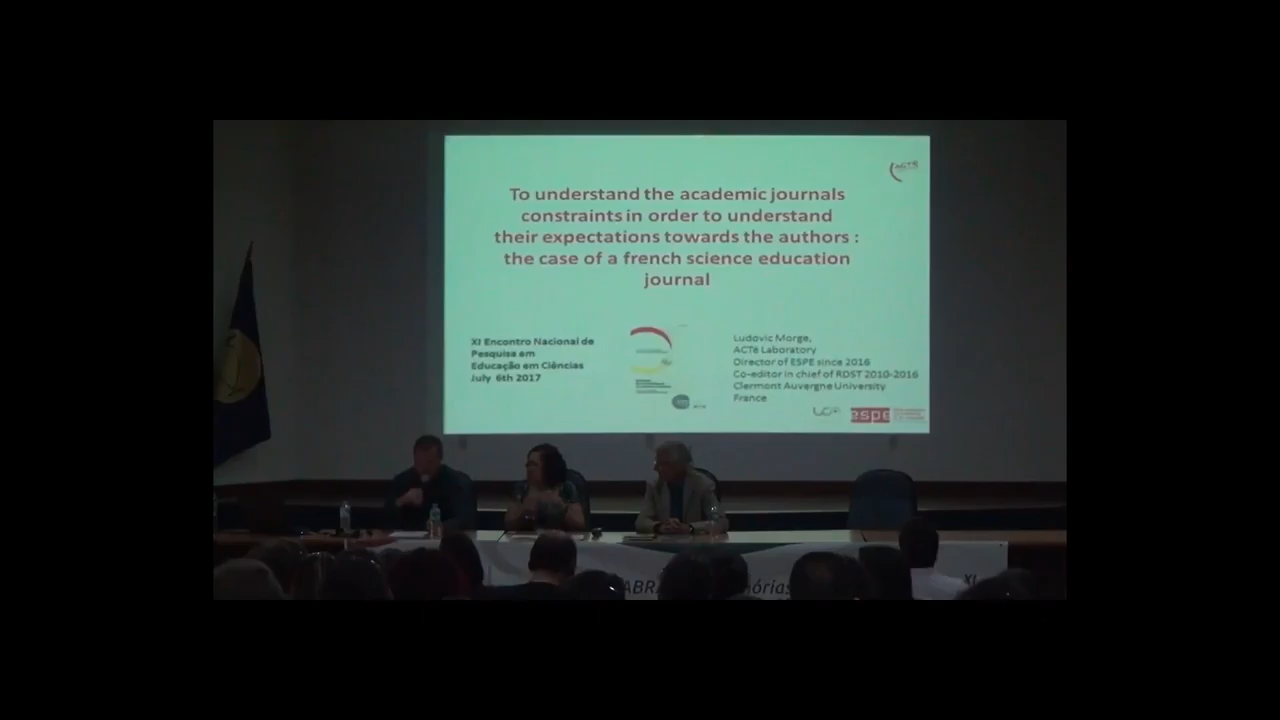 ACTé
To understand the academic journals
constraints in order to understand
their expectations towards the authors :
the case of a french science education
journal
XI Encontro Nacional de
Pesquisa em
Educação em Ciências
July 6th 2017
Ludovic Morge,
ACTé Laboratory
Director of ESPE since 2016
Co-editor in chief of RDST 2010-2016
Clermont Auvergne University
France
espe
XI